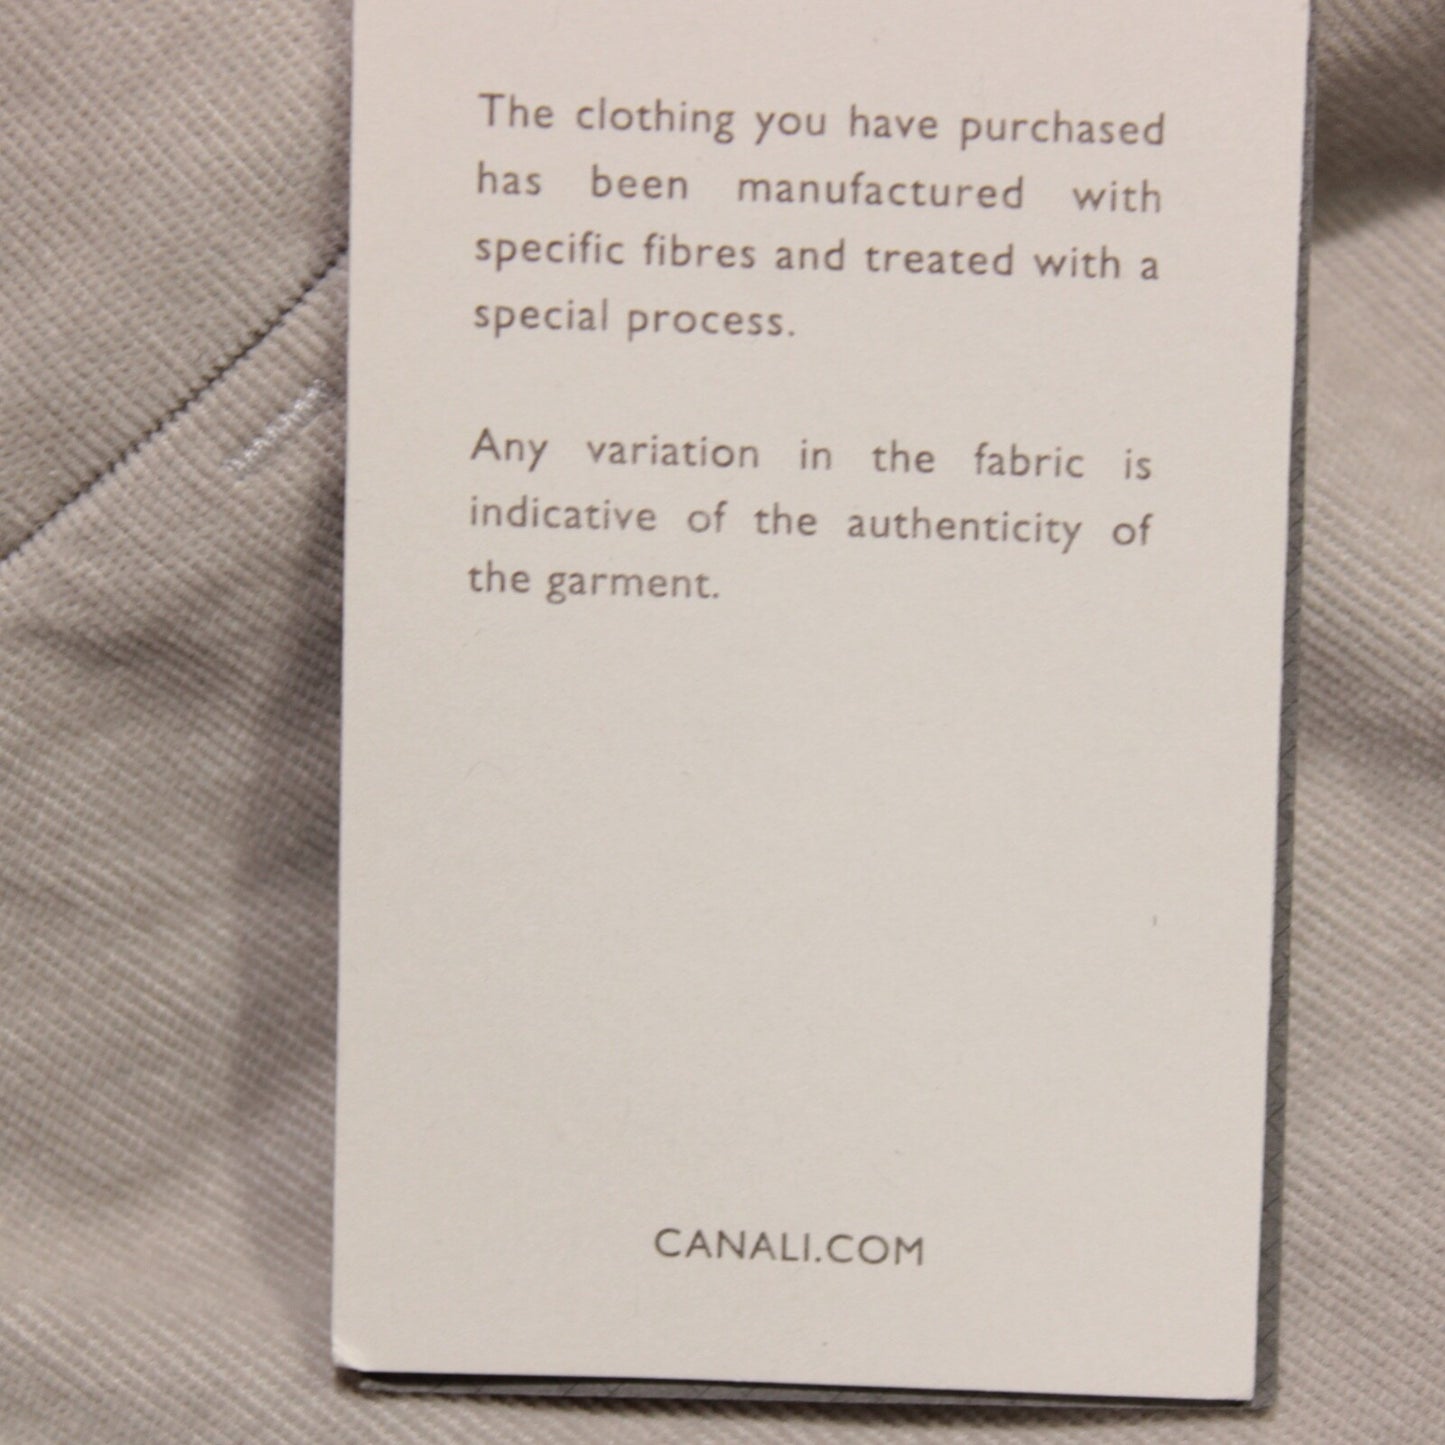 The clothing you have purchased
has been manufactured with
specific fibres and treated with a
special process.
Any variation in the fabric is
indicative of the authenticity of
the garment.
CANALI.COM